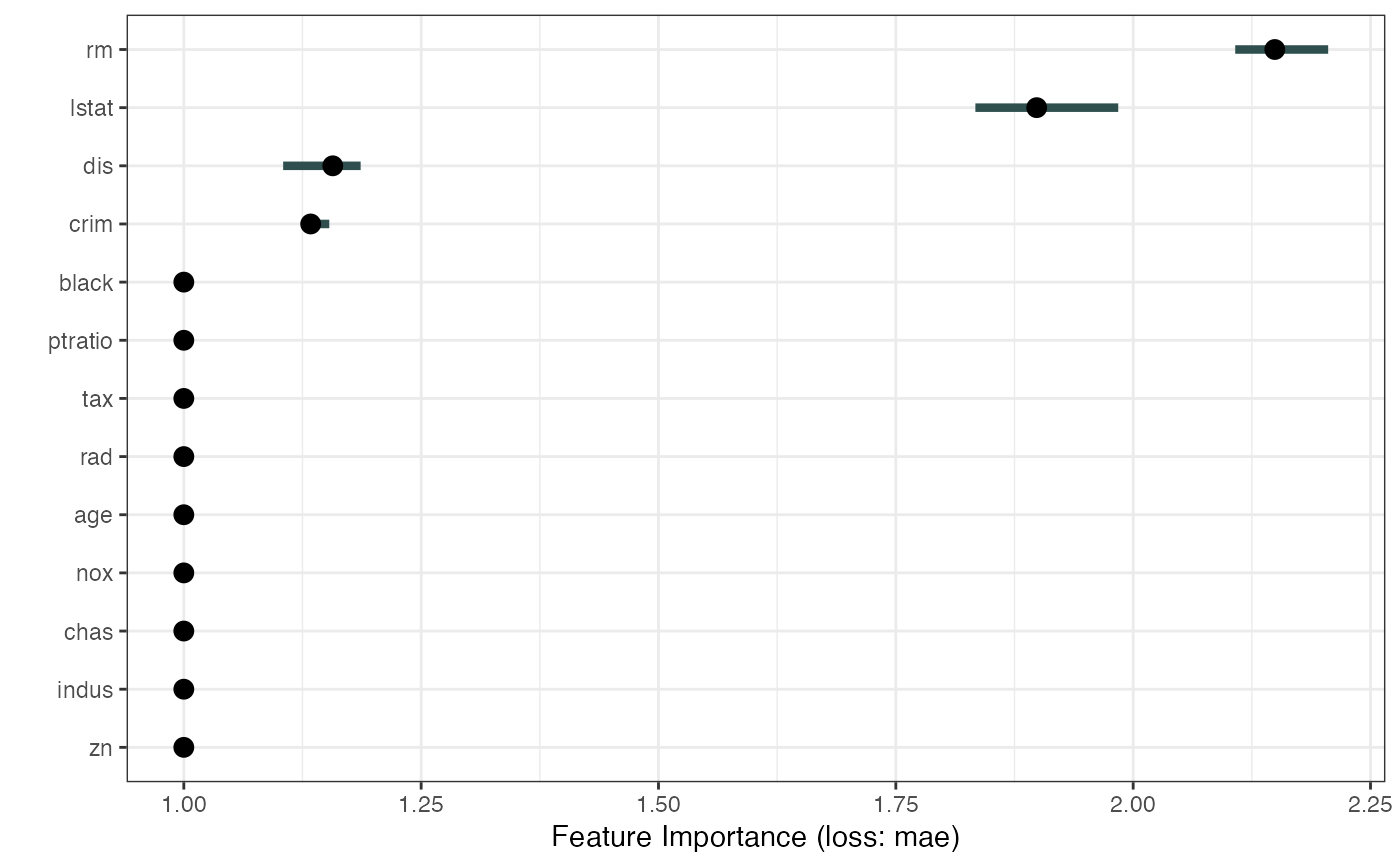 rm
lstat
dis
crim
black
ptratio
tax
rad
age
nox
chas
indus
zn
1.00 1.25 1.50 1.75 2.00 2.25
Feature Importance (loss: mae)